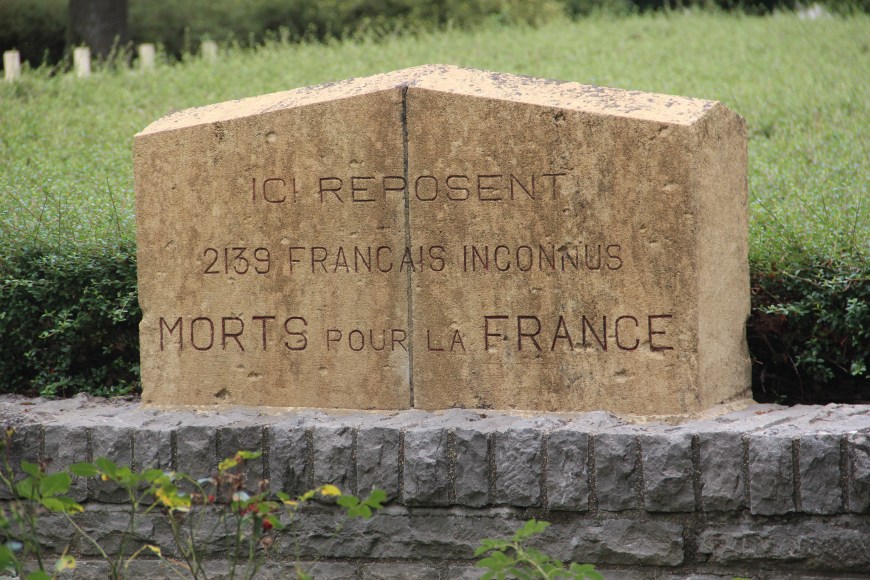 ICI REPOSENT
2139 FRANCAIS INCONNUS
MORTS POUR LA FRANCE